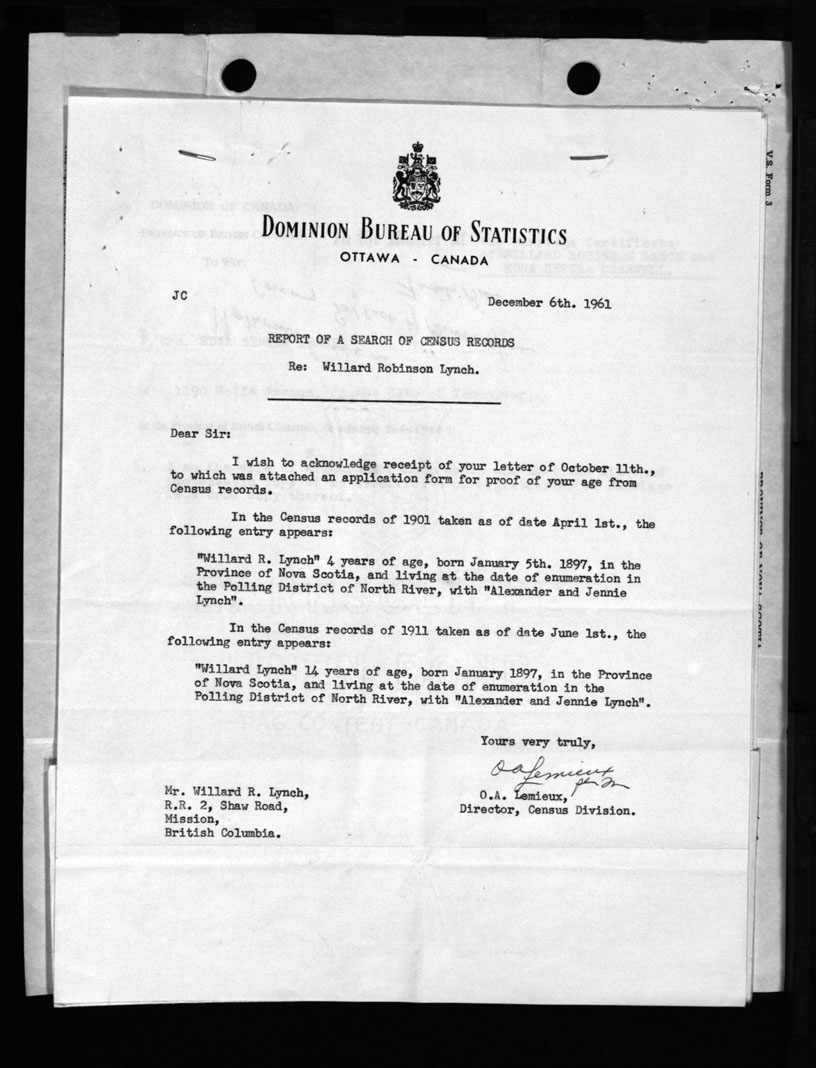 DOMINION BUREAU OF STATISTICS
OTTAWA - CANADA
JC
December 6th. 1961
REPORT OF A SEARCH OF CENSUS RECORDS
Re: Willard Robinson Lynch.
Dear Sir:
I wish to acknowledge receipt of your letter of October 11th.,
to which was attached an application form for proof of your age from
Census records.
In the Census records of 1901 taken as of date April 1st., the
following entry appears:
"Willard R. Lynch" 4 years of age, born January 5th. 1897, in the
Province of Nova Scotia, and living at the date of enumeration in
the Polling District of North River, with "Alexander and Jennie
Lynch".
In the Census records of 1911 taken as of date June 1st., the
following entry appears:
"Willard Lynch" 14 years of age, born January 1897, in the Province
of Nova Scotia, and living at the date of enumeration in the
Polling District of North River, with "Alexander and Jennie Lynch".
Yours very truly,
O A Lemieux
per
O.A. Lemieux,
Director, Census Division.
Mr. Willard R. Lynch,
R.R. 2, Shaw Road,
Mission,
British Columbia.
V.S. Form 3